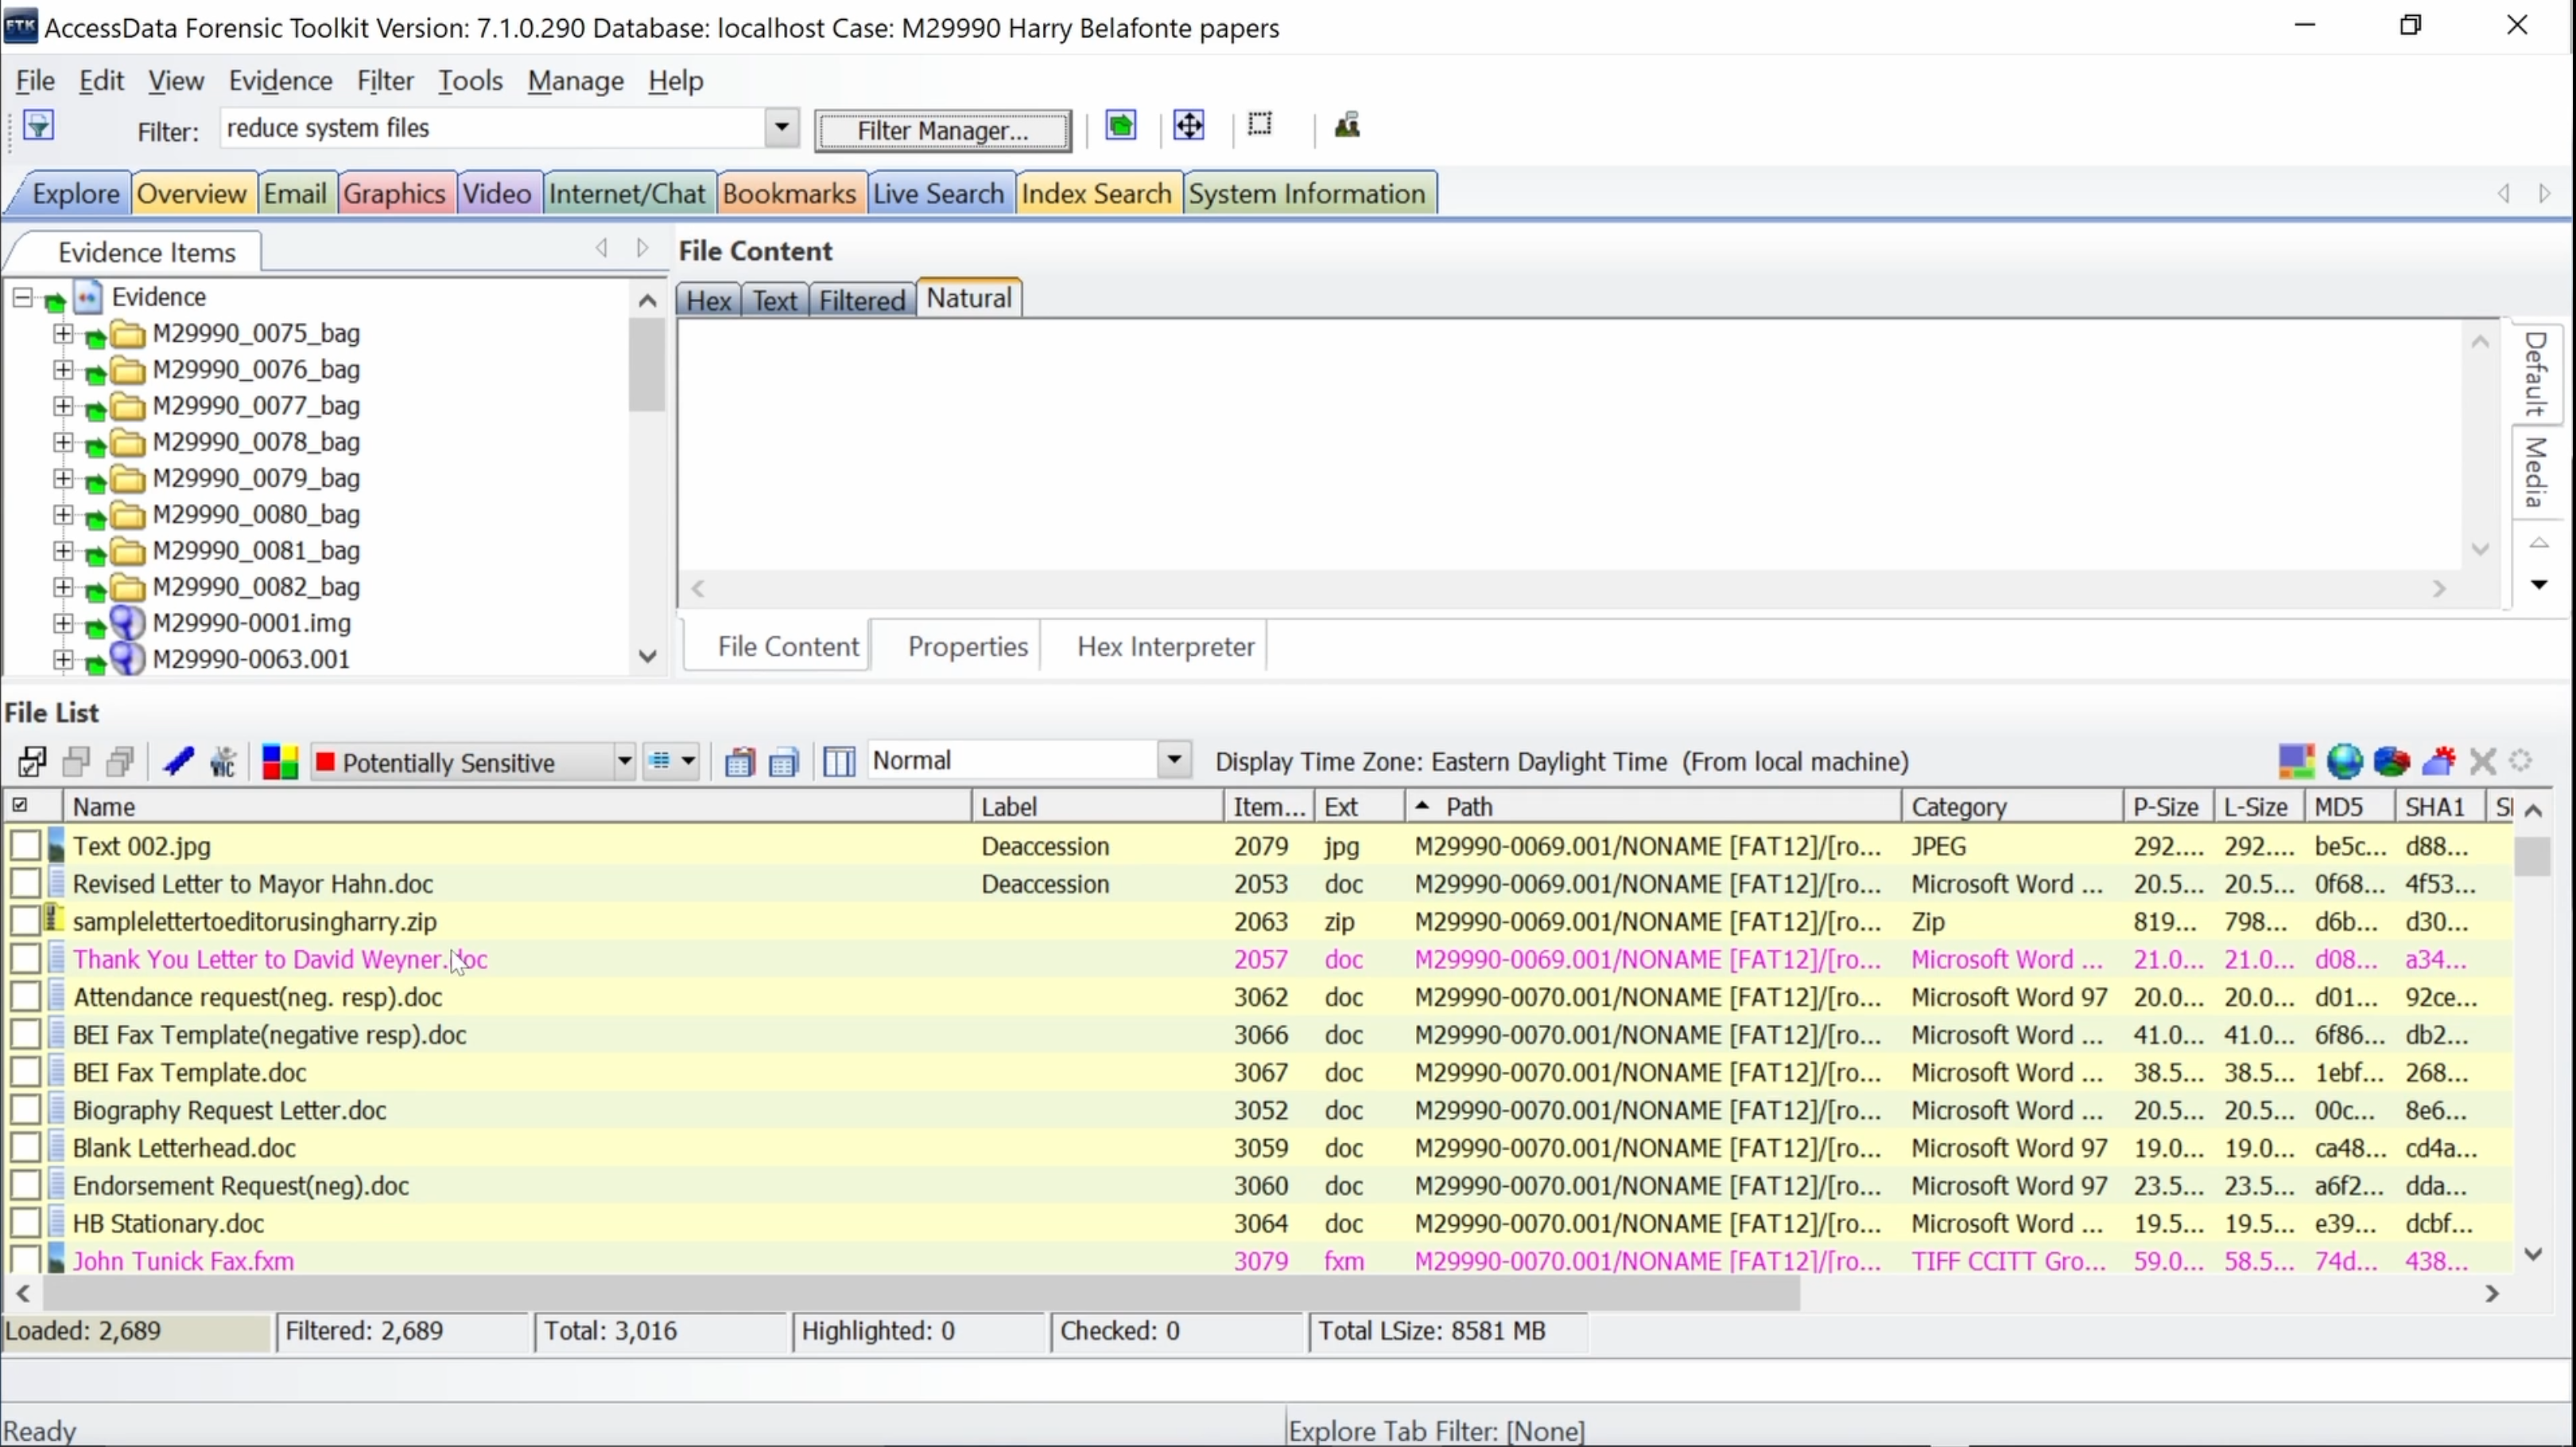 FTK AccessData Forensic Toolkit Version: 7.1.0.290 Database: localhost Case: M29990 Harry Belafonte papers
File Edit View Evidence Filter Tools Manage Help
Filter: reduce system files Filter Manager...
Explore Overview Email Graphics Video Internet/Chat Bookmarks Live Search Index Search System Information
Evidence Items
Evidence
M29990_0075_bag
M29990_0076_bag
M29990_0077_bag
M29990_0078_bag
M29990_0079_bag
M29990_0080_bag
M29990_0081_bag
M29990_0082_bag
M29990-0001.img
M29990-0063.001
File Content
Hex Text Filtered Natural
Default
Media
File Content Properties Hex Interpreter
File List
Potentially Sensitive Normal Display Time Zone: Eastern Daylight Time (From local machine)
Name Label Item... Ext Path Category P-Size L-Size MD5 SHA1
Text 002.jpg Deaccession 2079 jpg M29990-0069.001/NONAME [FAT12]/[ro... JPEG 292.... 292.... be5c... d88...
Revised Letter to Mayor Hahn.doc Deaccession 2053 doc M29990-0069.001/NONAME [FAT12]/[ro... Microsoft Word ... 20.5... 20.5... 0f68... 4f53...
samplelettertoeditorusingharry.zip 2063 zip M29990-0069.001/NONAME [FAT12]/[ro... Zip 819... 798... d6b... d30...
Thank You Letter to David Weyner.doc 2057 doc M29990-0069.001/NONAME [FAT12]/[ro... Microsoft Word ... 21.0... 21.0... d08... a34...
Attendance request(neg. resp).doc 3062 doc M29990-0070.001/NONAME [FAT12]/[ro... Microsoft Word 97 20.0... 20.0... d01... 92ce...
BEI Fax Template(negative resp).doc 3066 doc M29990-0070.001/NONAME [FAT12]/[ro... Microsoft Word ... 41.0... 41.0... 6f86... db2...
BEI Fax Template.doc 3067 doc M29990-0070.001/NONAME [FAT12]/[ro... Microsoft Word ... 38.5... 38.5... 1ebf... 268...
Biography Request Letter.doc 3052 doc M29990-0070.001/NONAME [FAT12]/[ro... Microsoft Word ... 20.5... 20.5... 00c... 8e6...
Blank Letterhead.doc 3059 doc M29990-0070.001/NONAME [FAT12]/[ro... Microsoft Word 97 19.0... 19.0... ca48... cd4a...
Endorsement Request(neg).doc 3060 doc M29990-0070.001/NONAME [FAT12]/[ro... Microsoft Word 97 23.5... 23.5... a6f2... dda...
HB Stationary.doc 3064 doc M29990-0070.001/NONAME [FAT12]/[ro... Microsoft Word ... 19.5... 19.5... e39... dcbf...
John Tunick Fax.fxm 3079 fxm M29990-0070.001/NONAME [FAT12]/[ro... TIFF CCITT Gro... 59.0... 58.5... 74d... 438...
Loaded: 2,689 Filtered: 2,689 Total: 3,016 Highlighted: 0 Checked: 0 Total LSize: 8581 MB
Ready Explore Tab Filter: [None]